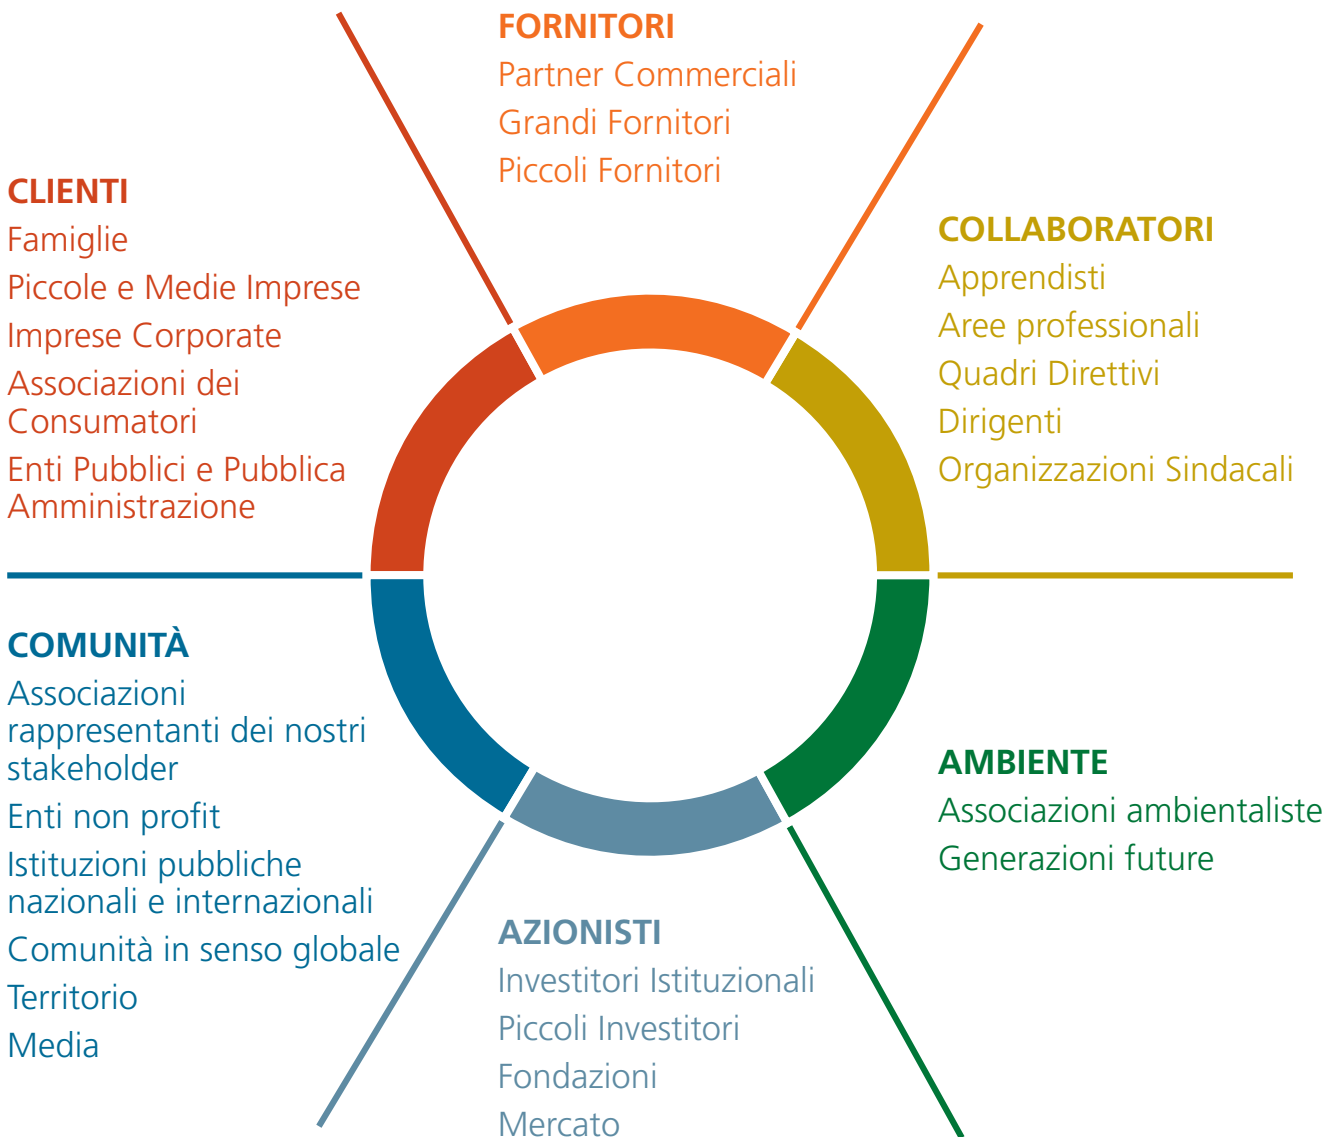 FORNITORI
Partner Commerciali
Grandi Fornitori
Piccoli Fornitori
CLIENTI
Famiglie
Piccole e Medie Imprese
Imprese Corporate
Associazioni dei
Consumatori
Enti Pubblici e Pubblica
Amministrazione
COLLABORATORI
Apprendisti
Aree professionali
Quadri Direttivi
Dirigenti
Organizzazioni Sindacali
COMUNITÀ
Associazioni
rappresentanti dei nostri
stakeholder
Enti non profit
Istituzioni pubbliche
nazionali e internazionali
Comunità in senso globale
Territorio
Media
AZIONISTI
Investitori Istituzionali
Piccoli Investitori
Fondazioni
Mercato
AMBIENTE
Associazioni ambientaliste
Generazioni future